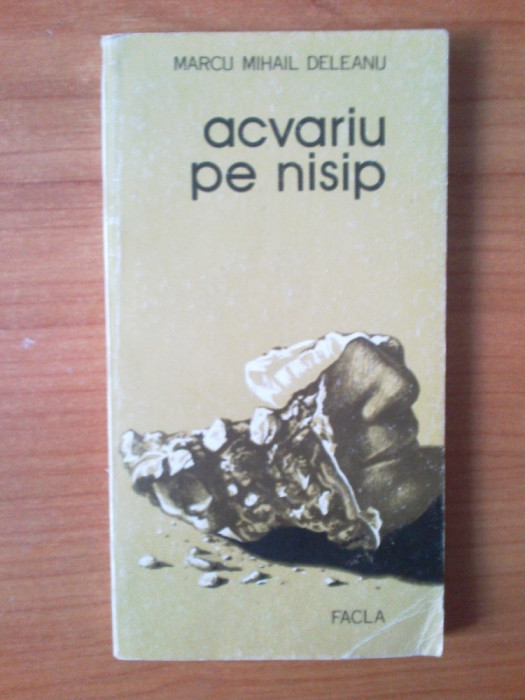 MARCU MIHAIL DELEANU
acvariu
pe nisip
FACLA